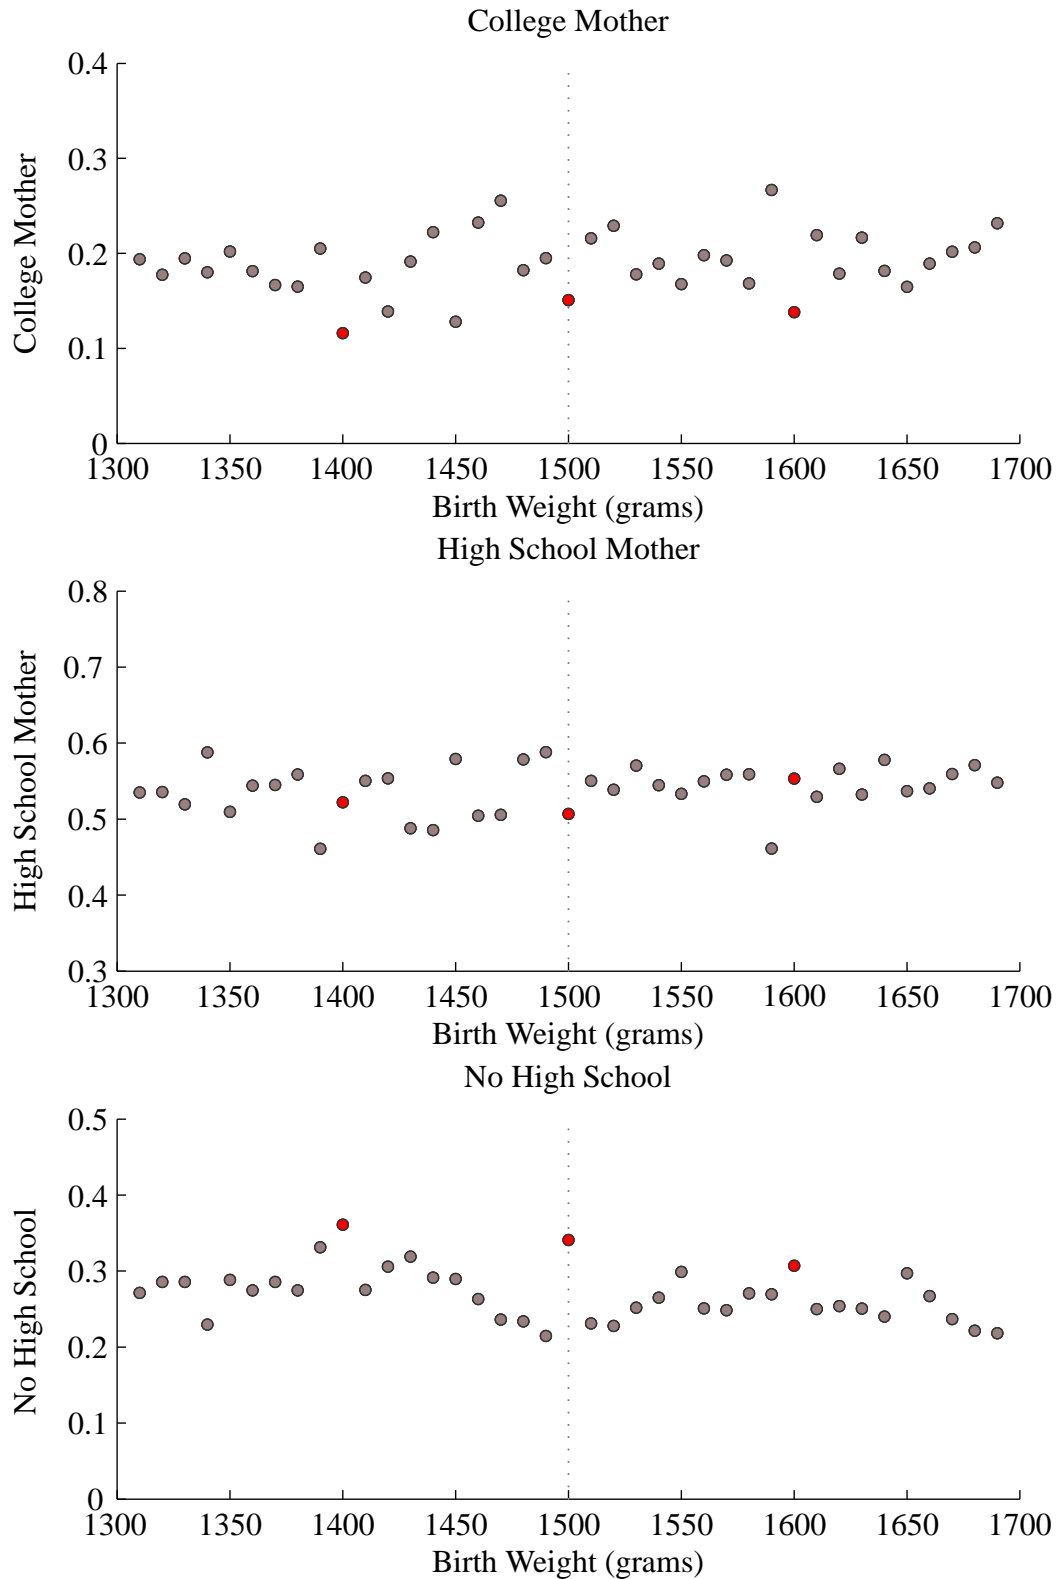 College Mother
0.4
0.3
0.2
0.1
0
College Mother
1300 1350 1400 1450 1500 1550 1600 1650 1700
Birth Weight (grams)
High School Mother
0.8
0.7
0.6
0.5
0.4
0.3
High School Mother
1300 1350 1400 1450 1500 1550 1600 1650 1700
Birth Weight (grams)
No High School
0.5
0.4
0.3
0.2
0.1
0
No High School
1300 1350 1400 1450 1500 1550 1600 1650 1700
Birth Weight (grams)